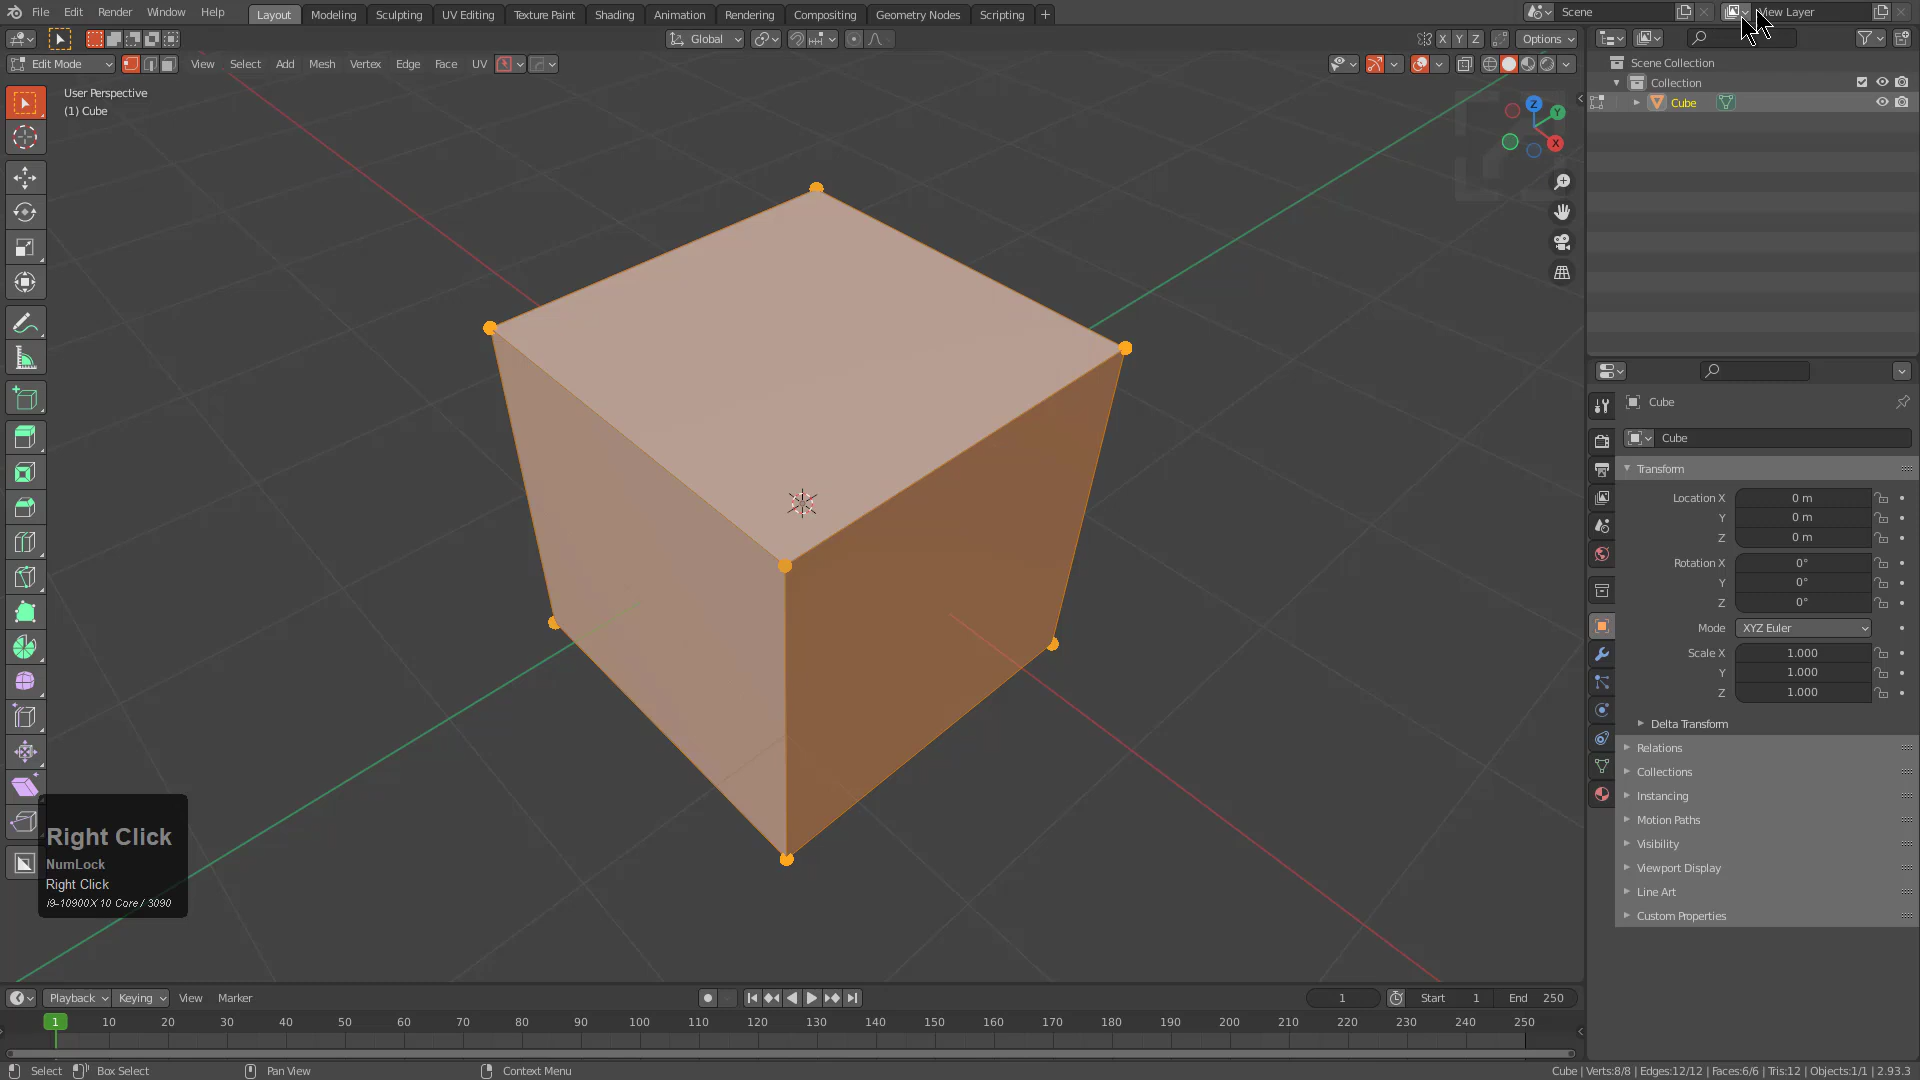 File Edit Render Window Help Layout Modeling Sculpting UV Editing Texture Paint Shading Animation Rendering Compositing Geometry Nodes Scripting + Scene View Layer
Global X Y Z Options
Edit Mode View Select Add Mesh Vertex Edge Face UV
User Perspective
(1) Cube
Z
Y
X
Scene Collection
Collection
Cube
Cube
Cube
Transform
Location X 0 m
Y 0 m
Z 0 m
Rotation X 0°
Y 0°
Z 0°
Mode XYZ Euler
Scale X 1.000
Y 1.000
Z 1.000
Delta Transform
Relations
Collections
Instancing
Motion Paths
Visibility
Viewport Display
Line Art
Custom Properties
Right Click
NumLock
Right Click
i9-10900X 10 Core / 3090
Playback Keying View Marker 1 Start 1 End 250
1 10 20 30 40 50 60 70 80 90 100 110 120 130 140 150 160 170 180 190 200 210 220 230 240 250
Select Box Select Pan View Context Menu Cube | Verts:8/8 | Edges:12/12 | Faces:6/6 | Tris:12 | Objects:1/1 | 2.93.3